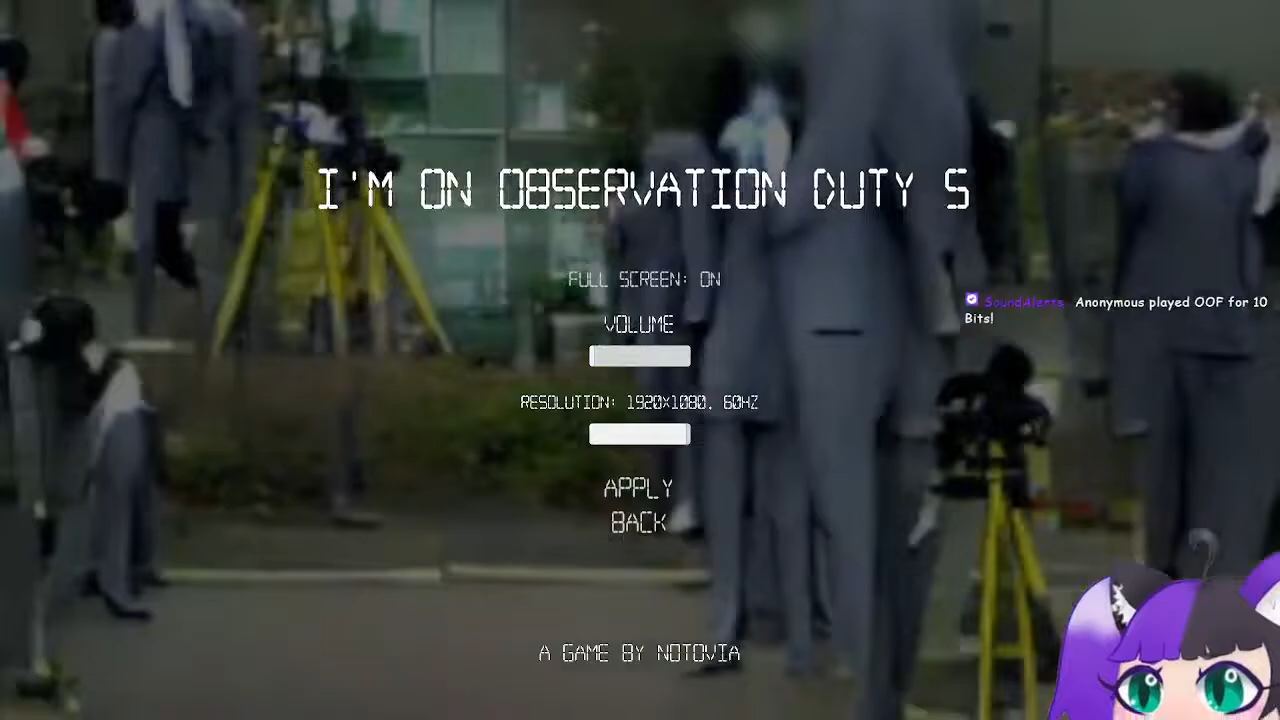 I'M ON OBSERVATION DUTY 5
FULL SCREEN: ON
SoundAlerts Anonymous played OOF for 10
Bits!
VOLUME
RESOLUTION: 1920x1080, 60HZ
APPLY
BACK
A GAME BY NOTOVIA